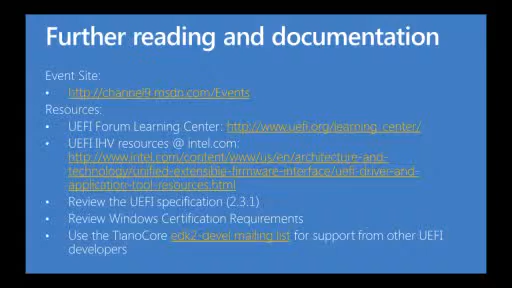 Further reading and documentation
Event Site:
• http://channel9.msdn.com/Events
Resources:
• UEFI Forum Learning Center: http://www.uefi.org/learning_center/
• UEFI IHV resources @ intel.com:
http://www.intel.com/content/www/us/en/architecture-and-
technology/unified-extensible-firmware-interface/uefi-driver-and-
application-tool-resources.html
• Review the UEFI specification (2.3.1)
• Review Windows Certification Requirements
• Use the TianoCore edk2-devel mailing list for support from other UEFI
developers